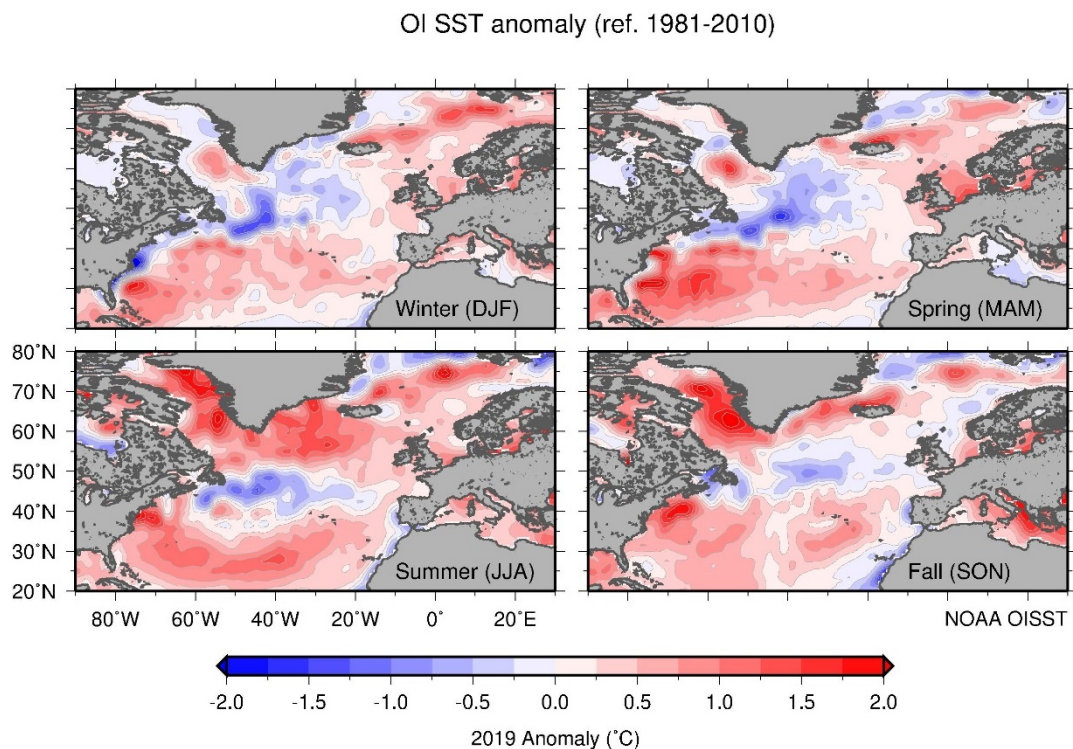 OI SST anomaly (ref. 1981-2010)
Winter (DJF)
Spring (MAM)
80˚N
70˚N
60˚N
50˚N
40˚N
30˚N
20˚N
Summer (JJA)
Fall (SON)
80˚W 60˚W 40˚W 20˚W 0˚ 20˚E
NOAA OISST
-2.0 -1.5 -1.0 -0.5 0.0 0.5 1.0 1.5 2.0
2019 Anomaly (˚C)